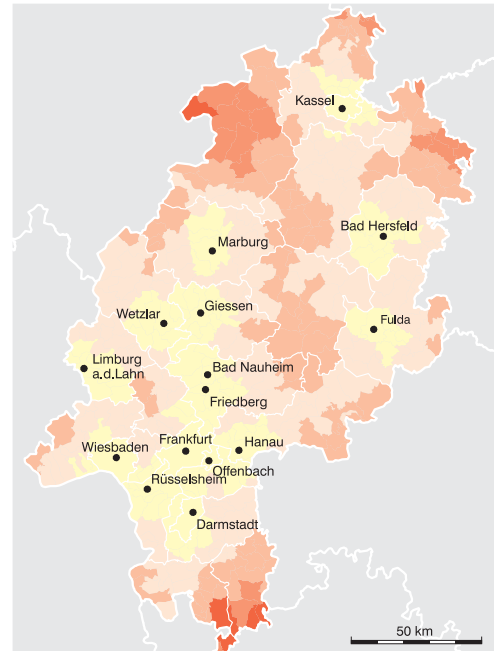 Kassel
Bad Hersfeld
Marburg
Giessen
Wetzlar
Fulda
Limburg
a.d.Lahn
Bad Nauheim
Friedberg
Frankfurt
Hanau
Wiesbaden
Offenbach
Rüsselsheim
Darmstadt
50 km